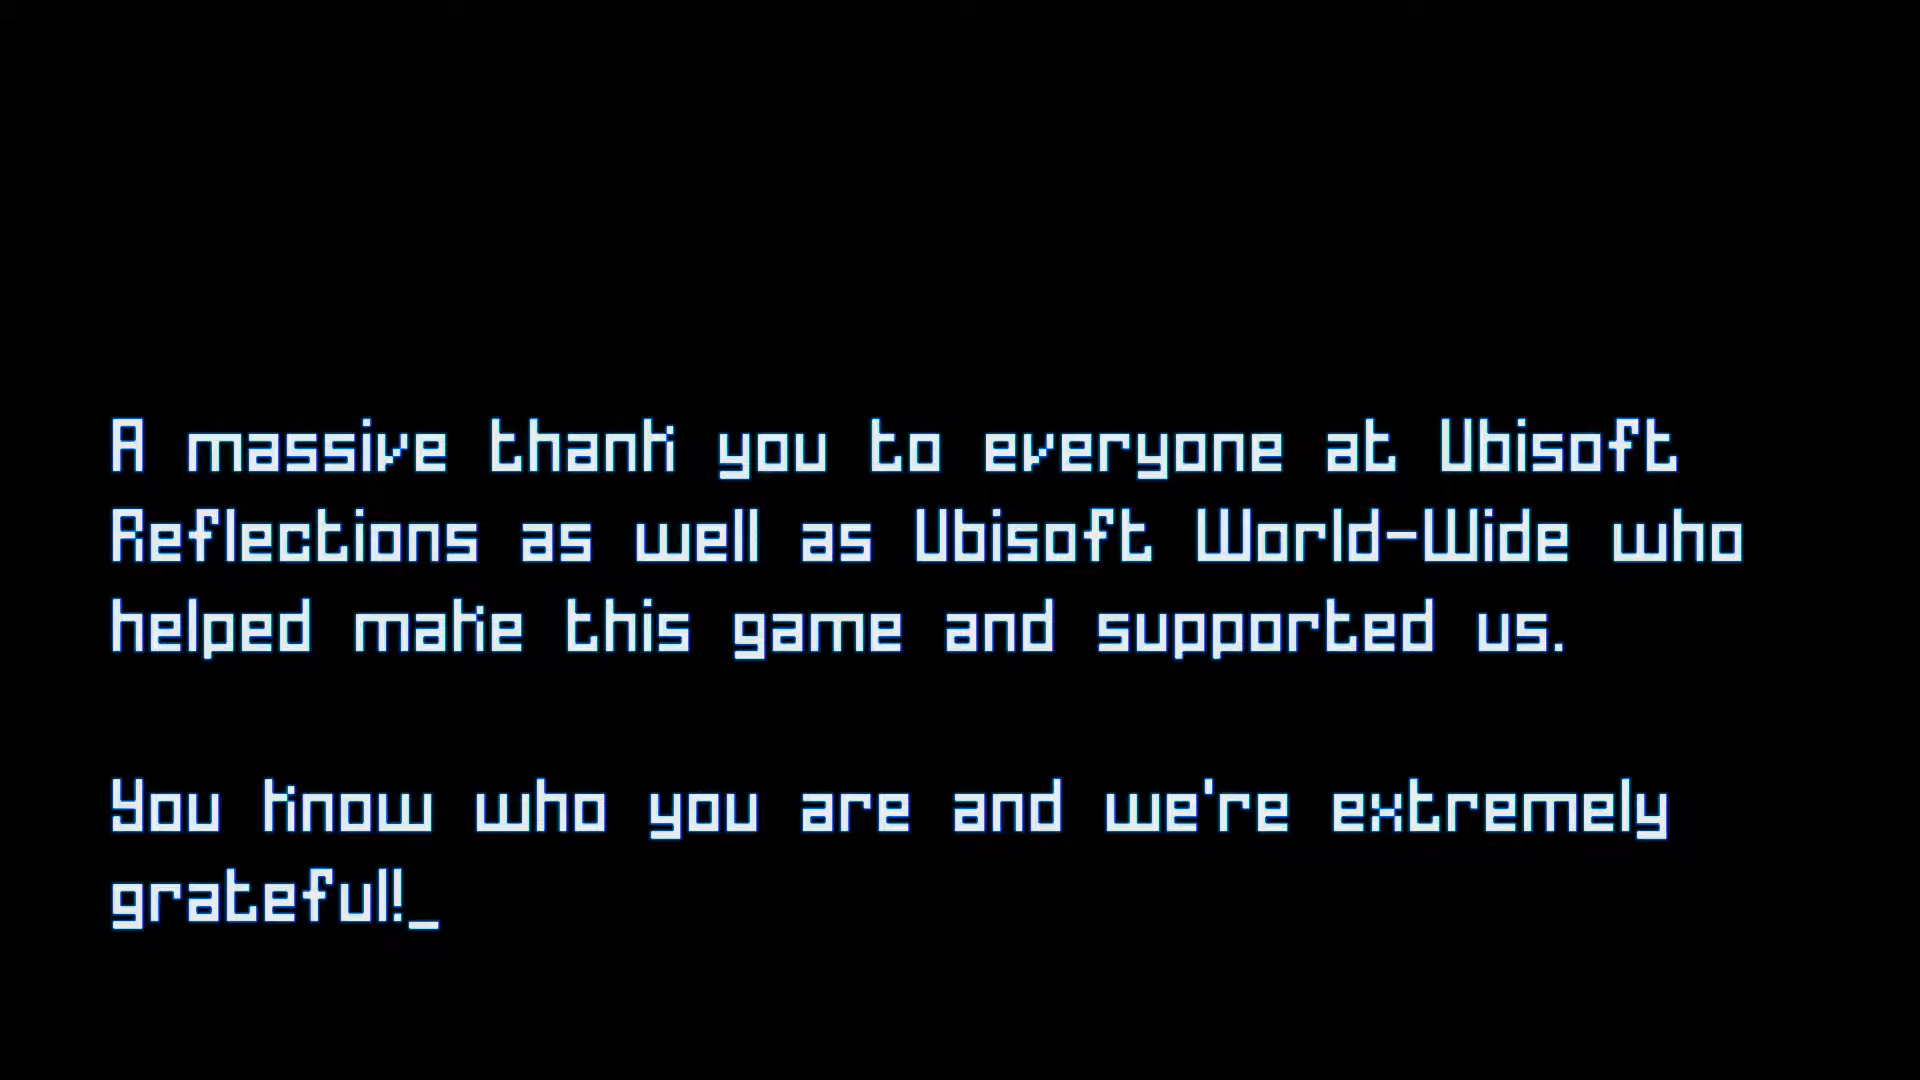 A massive thank you to everyone at Ubisoft
Reflections as well as Ubisoft World-Wide who
helped make this game and supported us.
You know who you are and we're extremely
grateful!_